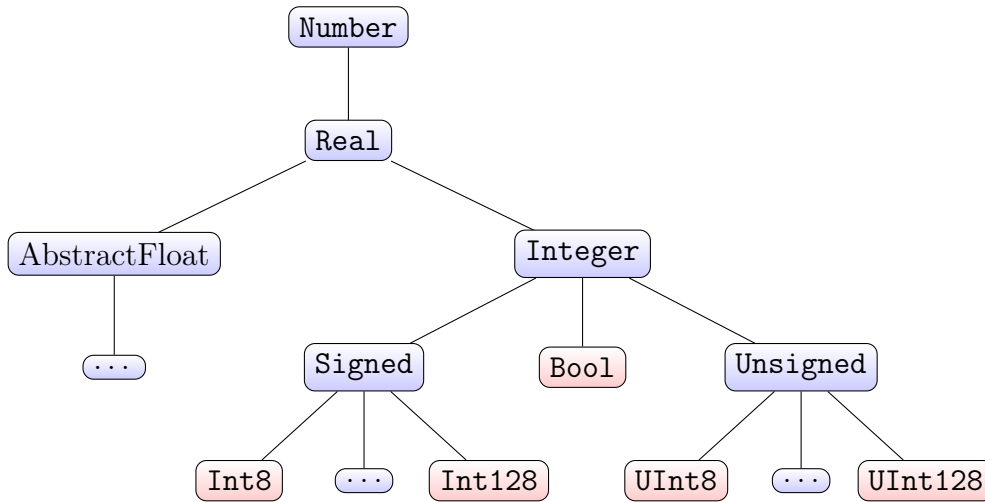 Number
Real
AbstractFloat
Integer
...
Signed
Bool
Unsigned
Int8
...
Int128
UInt8
...
UInt128